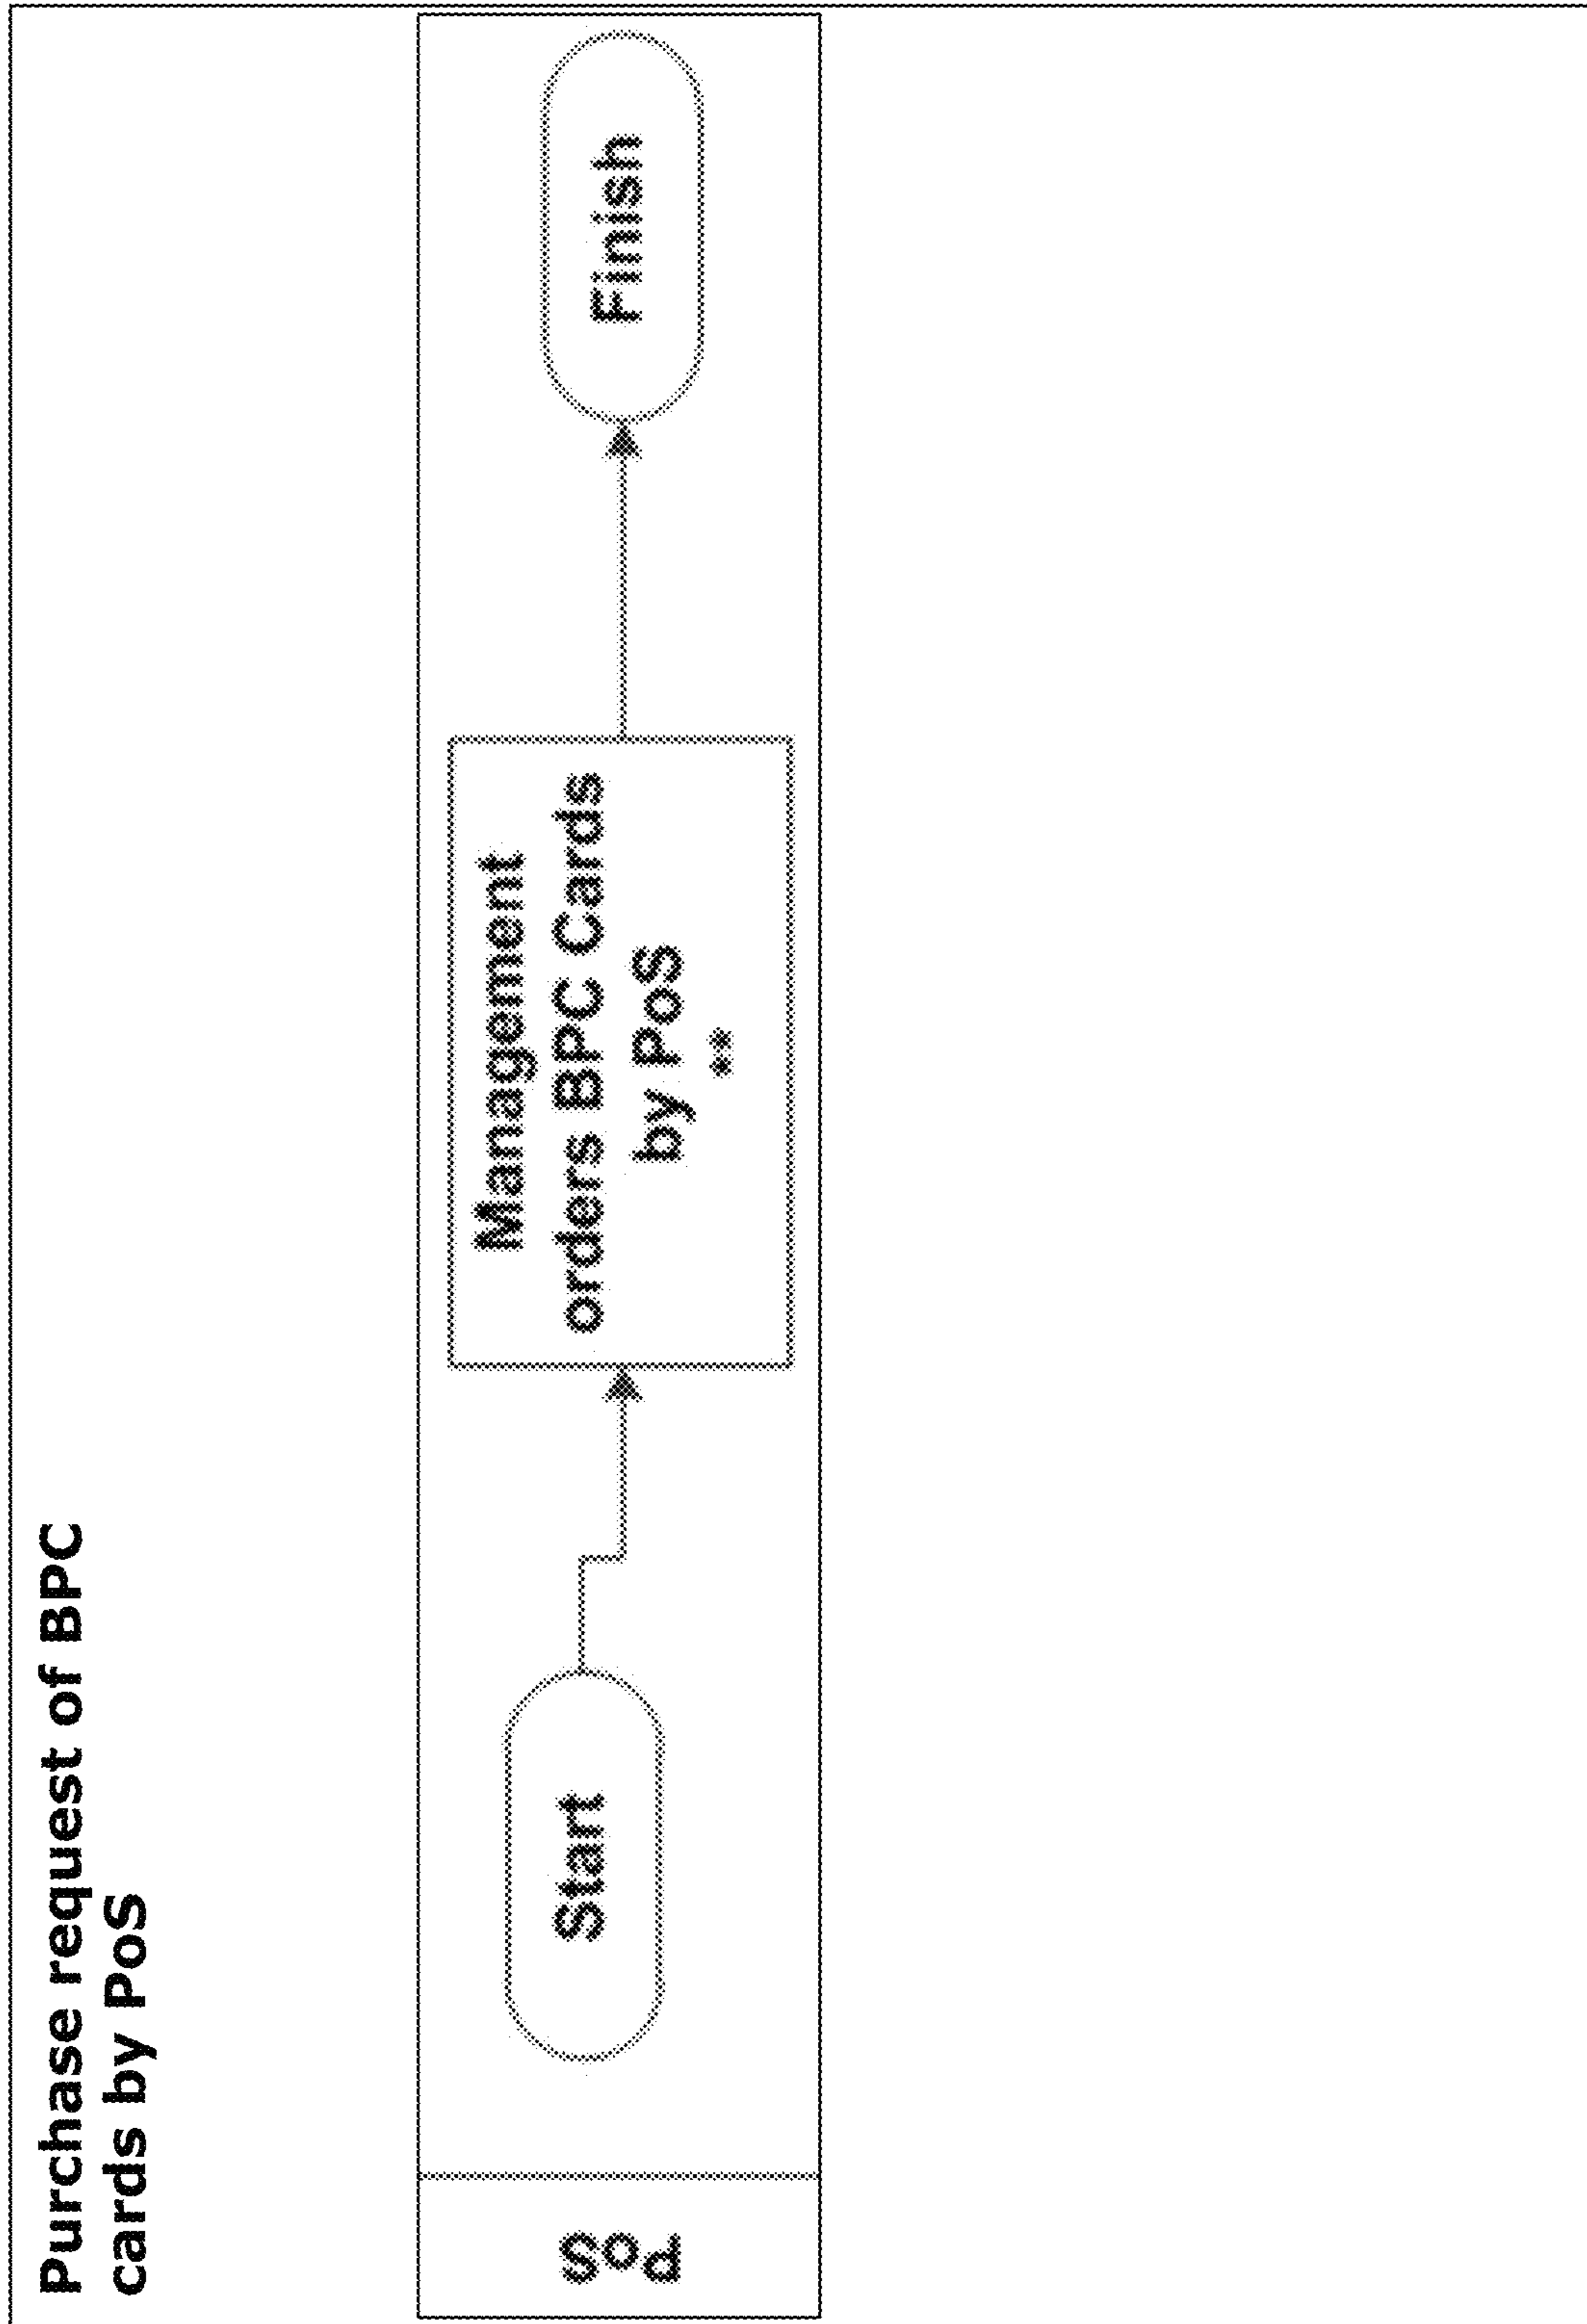 Purchase request of BPC
cards by PoS
PoS
Start
Management
orders BPC Cards
by PoS
**
Finish